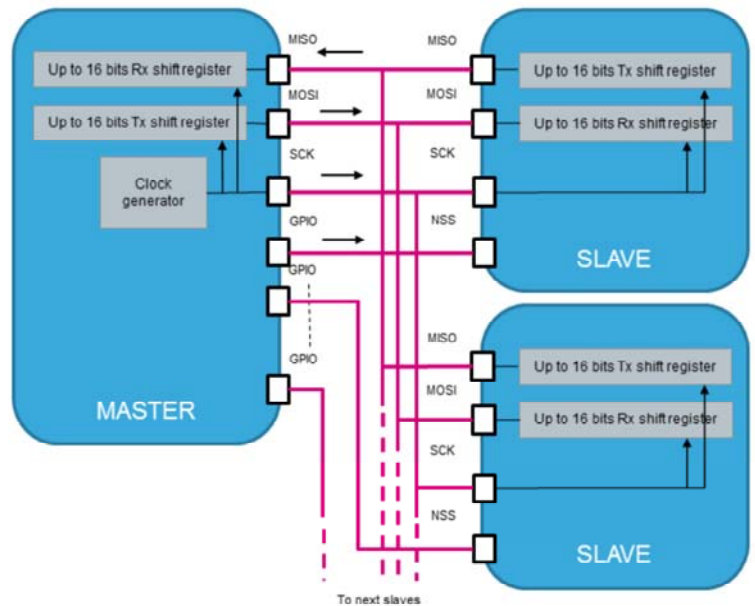 MISO
Up to 16 bits Rx shift register
MOSI
Up to 16 bits Tx shift register
SCK
Clock
generator
GPIO
GPIO
GPIO
MASTER
MISO
Up to 16 bits Tx shift register
MOSI
Up to 16 bits Rx shift register
SCK
NSS
SLAVE
MISO
Up to 16 bits Tx shift register
MOSI
Up to 16 bits Rx shift register
SCK
NSS
SLAVE
To next slaves